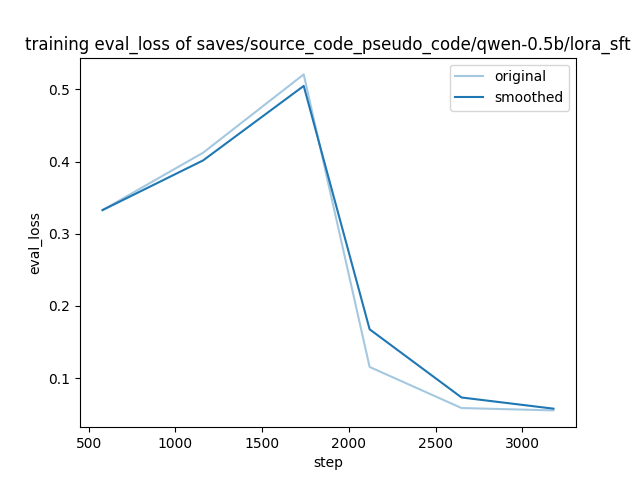 training eval_loss of saves/source_code_pseudo_code/qwen-0.5b/lora_sft
original
smoothed
eval_loss
0.5
0.4
0.3
0.2
0.1
500 1000 1500 2000 2500 3000
step